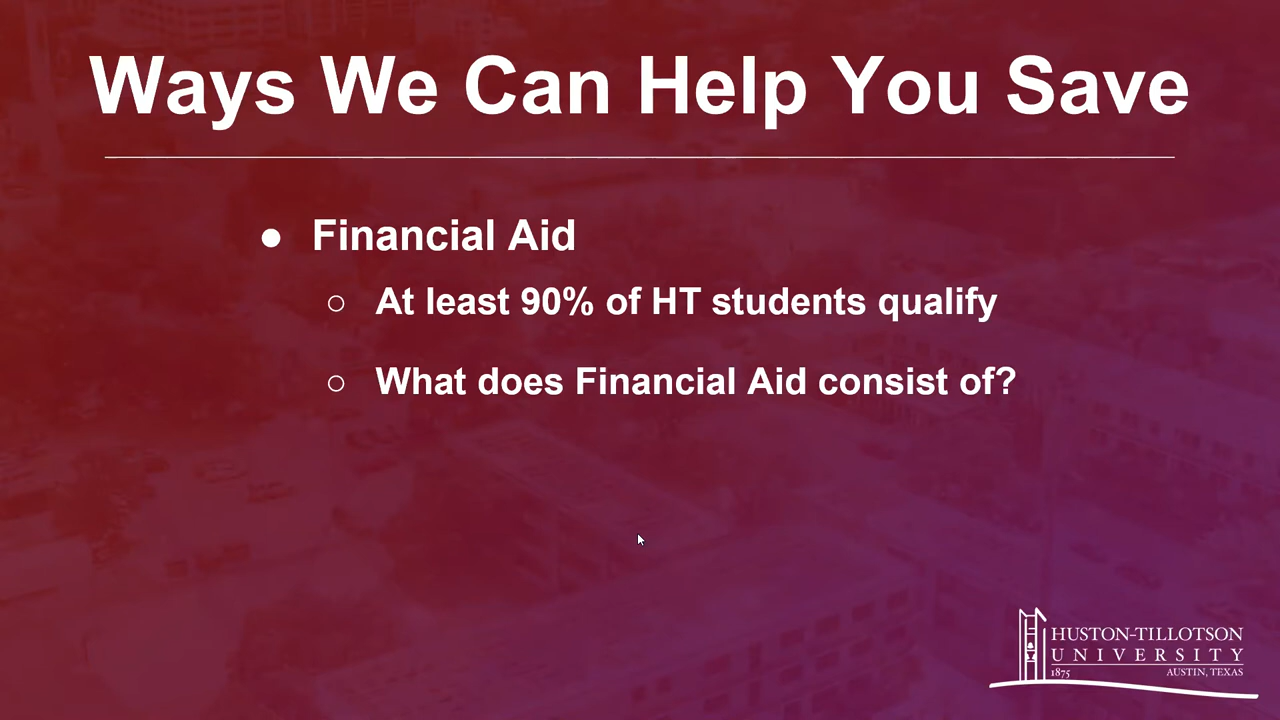 Ways We Can Help You Save
● Financial Aid
○ At least 90% of HT students qualify
○ What does Financial Aid consist of?
HUSTON-TILLOTSON
UNIVERSITY
1875 AUSTIN, TEXAS